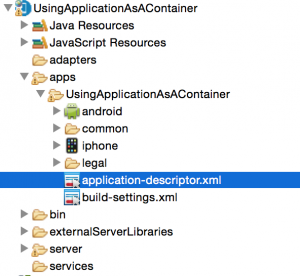 UsingApplicationAsAContainer
Java Resources
JavaScript Resources
adapters
apps
UsingApplicationAsAContainer
android
common
iphone
legal
application-descriptor.xml
build-settings.xml
bin
externalServerLibraries
server
services